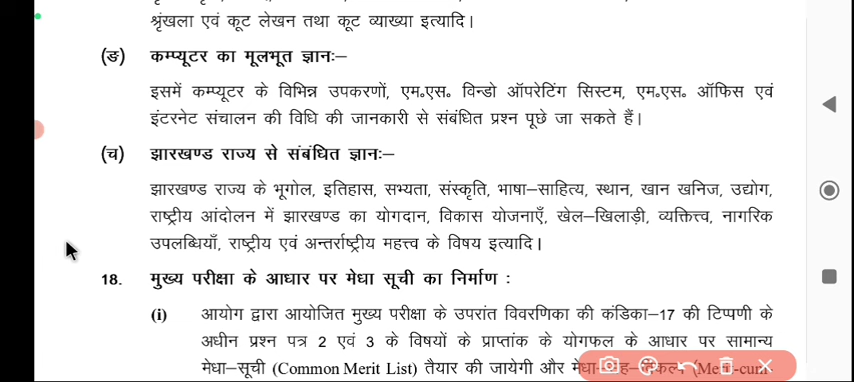 श्रृंखला एवं कूट लेखन तथा कूट व्याख्या इत्यादि।
(ङ) कम्प्यूटर का मूलभूत ज्ञानः–
इसमें कम्प्यूटर के विभिन्न उपकरणों, एम॰एस॰ विन्डो ऑपरेटिंग सिस्टम, एम॰एस॰ ऑफिस एवं
इंटरनेट संचालन की विधि की जानकारी से संबंधित प्रश्न पूछे जा सकते हैं।
(च) झारखण्ड राज्य से संबंधित ज्ञानः–
झारखण्ड राज्य के भूगोल, इतिहास, सभ्यता, संस्कृति, भाषा–साहित्य, स्थान, खान खनिज, उद्योग,
राष्ट्रीय आंदोलन में झारखण्ड का योगदान, विकास योजनाएँ, खेल–खिलाड़ी, व्यक्तित्त्व, नागरिक
उपलब्धियाँ, राष्ट्रीय एवं अन्तर्राष्ट्रीय महत्त्व के विषय इत्यादि।
18. मुख्य परीक्षा के आधार पर मेधा सूची का निर्माण :
(i) आयोग द्वारा आयोजित मुख्य परीक्षा के उपरांत विवरणिका की कंडिका–17 की टिप्पणी के
अधीन प्रश्न पत्र 2 एवं 3 के विषयों के प्राप्तांक के योगफल के आधार पर सामान्य
मेधा–सूची (Common Merit List) तैयार की जायेगी और